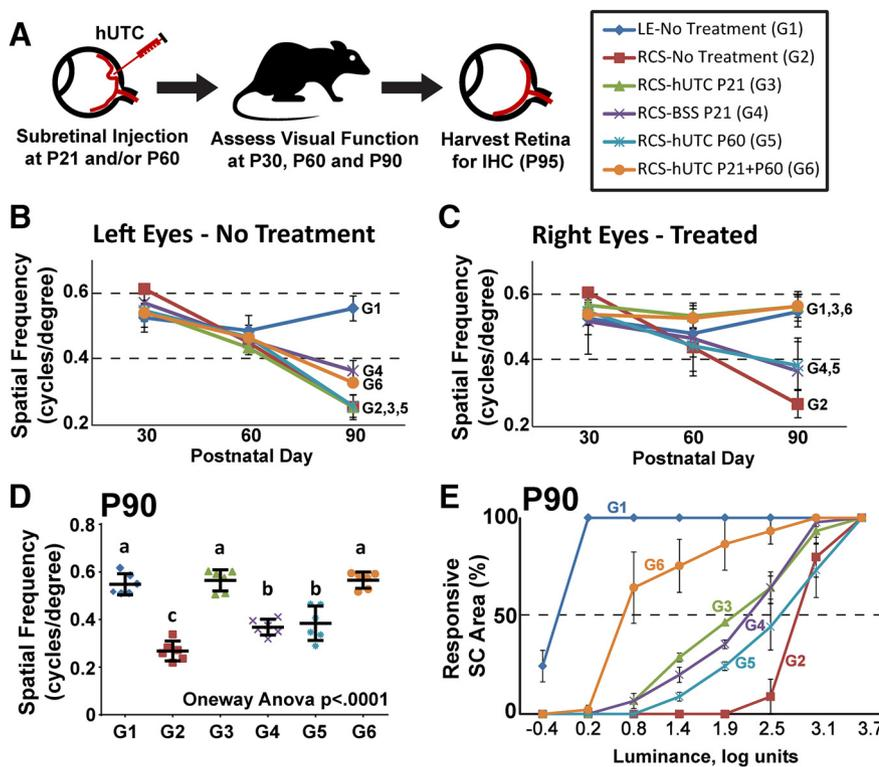 A
hUTC
Subretinal Injection
at P21 and/or P60
Assess Visual Function
at P30, P60 and P90
Harvest Retina
for IHC (P95)
LE-No Treatment (G1)
RCS-No Treatment (G2)
RCS-hUTC P21 (G3)
RCS-BSS P21 (G4)
RCS-hUTC P60 (G5)
RCS-hUTC P21+P60 (G6)
B
Left Eyes - No Treatment
Spatial Frequency
(cycles/degree)
0.6
0.4
0.2
G1
G4
G6
G2,3,5
30 60 90
Postnatal Day
C
Right Eyes - Treated
Spatial Frequency
(cycles/degree)
0.6
0.4
0.2
G1,3,6
G4,5
G2
30 60 90
Postnatal Day
D
P90
Spatial Frequency
(cycles/degree)
0.8
0.6
0.4
0.2
0
a
c
a
b
b
a
Oneway Anova p<.0001
G1 G2 G3 G4 G5 G6
E
P90
Responsive
SC Area (%)
100
50
0
G1
G6
G3
G4
G5
G2
-0.4 0.2 0.8 1.4 1.9 2.5 3.1 3.7
Luminance, log units